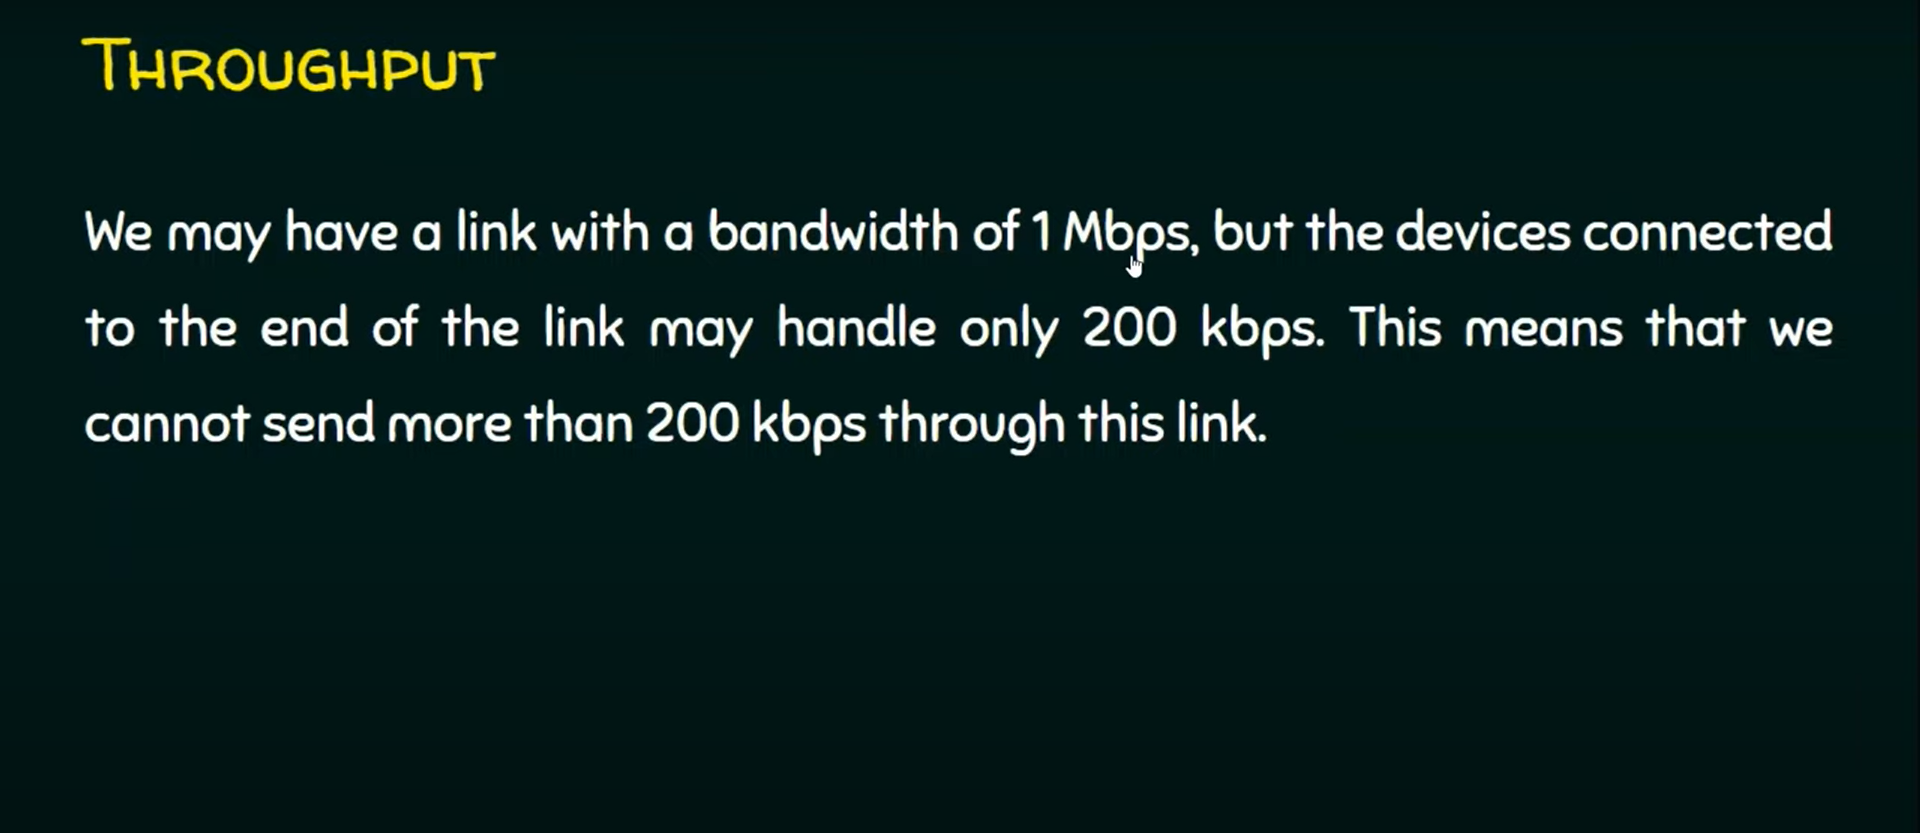 THROUGHPUT
We may have a link with a bandwidth of 1 Mbps, but the devices connected
to the end of the link may handle only 200 kbps. This means that we
cannot send more than 200 kbps through this link.